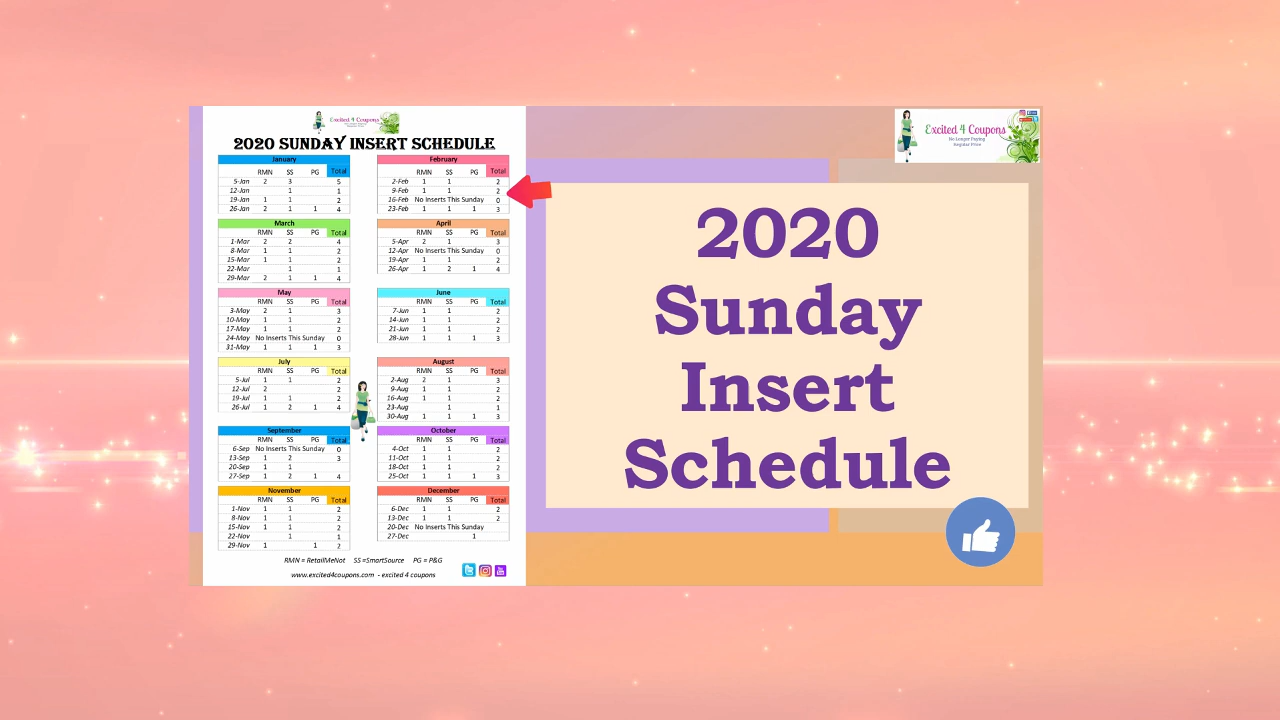 Excited 4 Coupons
No Longer Paying
Regular Price
2020 SUNDAY INSERT SCHEDULE
January
RMN SS PG Total
5-Jan 2 3 5
12-Jan 1 1
19-Jan 1 1 2
26-Jan 2 1 1 4
February
RMN SS PG Total
2-Feb 1 1 2
9-Feb 1 1 2
16-Feb No Inserts This Sunday 0
23-Feb 1 1 1 3
March
RMN SS PG Total
1-Mar 2 2 4
8-Mar 1 1 2
15-Mar 1 1 2
22-Mar 1 1
29-Mar 2 1 1 4
April
RMN SS PG Total
5-Apr 2 1 3
12-Apr No Inserts This Sunday 0
19-Apr 1 1 2
26-Apr 1 2 1 4
May
RMN SS PG Total
3-May 2 1 3
10-May 1 1 2
17-May 1 1 2
24-May No Inserts This Sunday 0
31-May 1 1 1 3
June
RMN SS PG Total
7-Jun 1 1 2
14-Jun 1 1 2
21-Jun 1 1 2
28-Jun 1 1 1 3
July
RMN SS PG Total
5-Jul 1 1 2
12-Jul 2 2
19-Jul 1 1 2
26-Jul 1 2 1 4
August
RMN SS PG Total
2-Aug 2 1 3
9-Aug 1 1 2
16-Aug 1 1 2
23-Aug 1 1
30-Aug 1 1 1 3
September
RMN SS PG Total
6-Sep No Inserts This Sunday 0
13-Sep 1 2 3
20-Sep 1 1
27-Sep 1 2 1 4
October
RMN SS PG Total
4-Oct 1 1 2
11-Oct 1 1 2
18-Oct 1 1 2
25-Oct 1 1 1 3
November
RMN SS PG Total
1-Nov 1 1 2
8-Nov 1 1 2
15-Nov 1 1 2
22-Nov 1 1
29-Nov 1 1 2
December
RMN SS PG Total
6-Dec 1 1 2
13-Dec 1 1 2
20-Dec No Inserts This Sunday
27-Dec 1
RMN = RetailMeNot SS =SmartSource PG = P&G
www.excited4coupons.com - excited 4 coupons
Excited 4 Coupons
No Longer Paying
Regular Price
2020
Sunday
Insert
Schedule